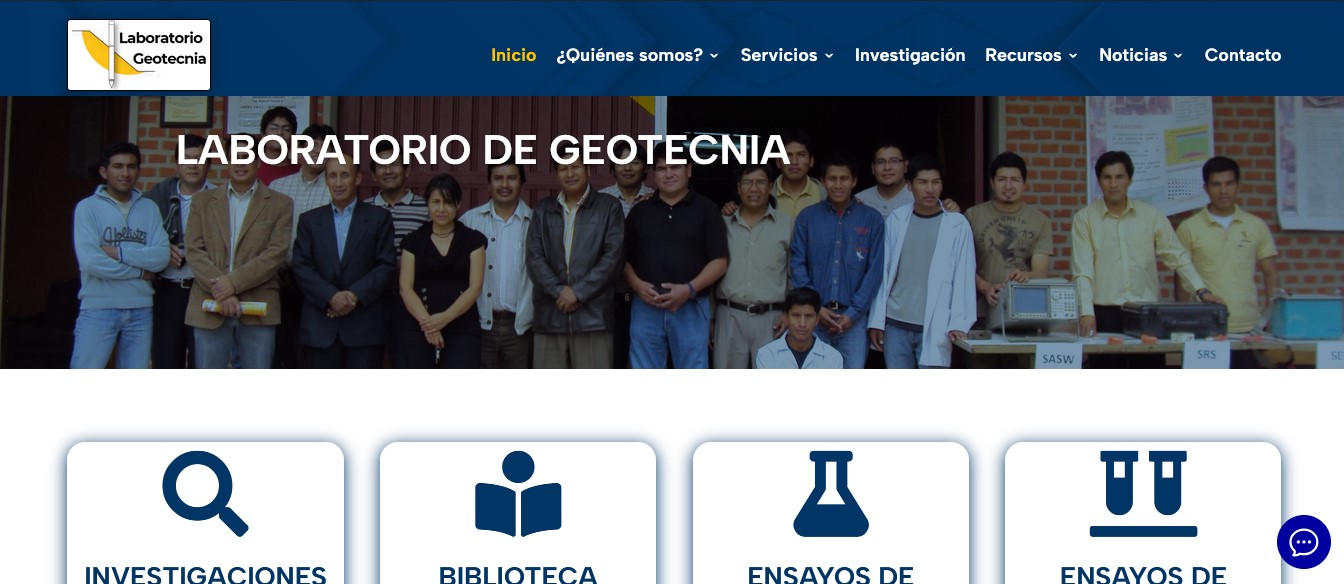 Laboratorio
Geotecnia
Inicio ¿Quiénes somos? Servicios Investigación Recursos Noticias Contacto
LABORATORIO DE GEOTECNIA
Hollister
SASW
SRS
INVESTIGACIONES
BIBLIOTECA
ENSAYOS DE
ENSAYOS DE